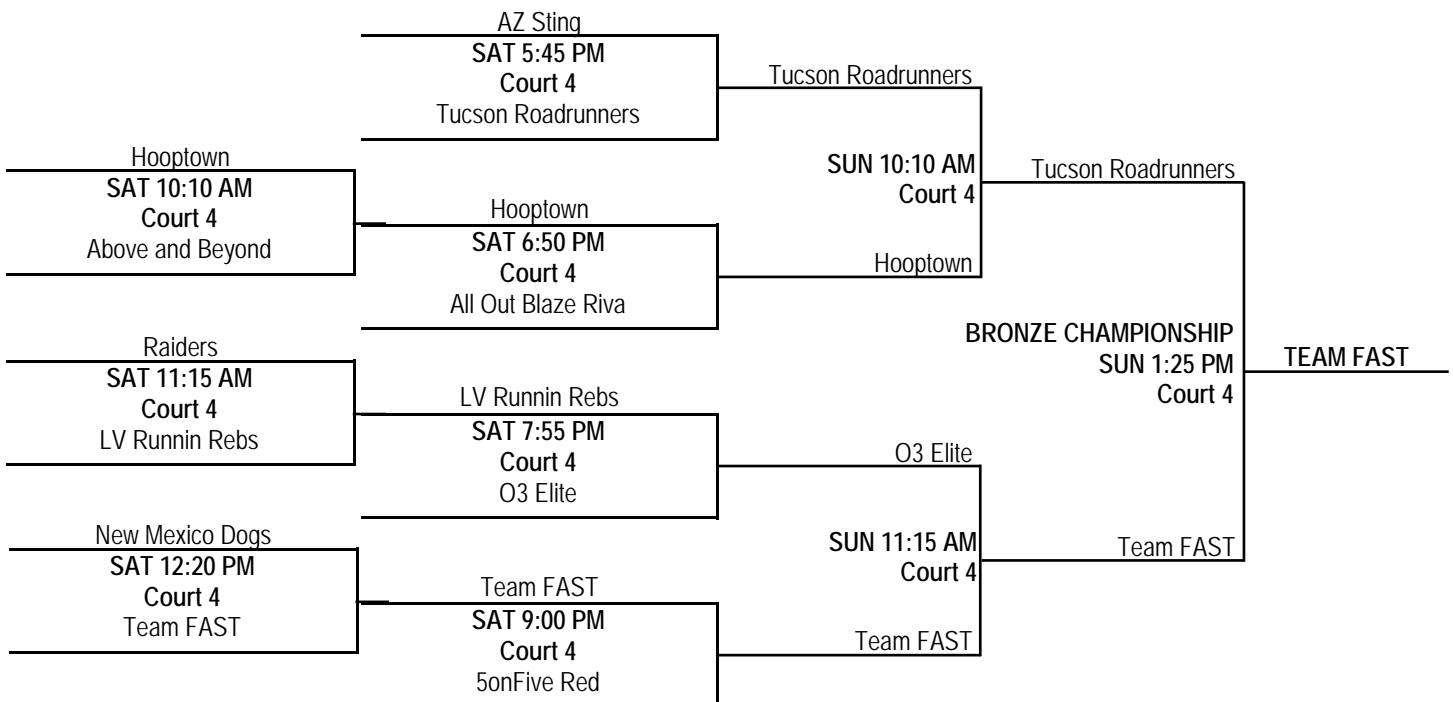 AZ Sting
SAT 5:45 PM
Court 4
Tucson Roadrunners
Tucson Roadrunners
Hooptown
SAT 10:10 AM
Court 4
Above and Beyond
SUN 10:10 AM
Court 4
Tucson Roadrunners
Hooptown
SAT 6:50 PM
Court 4
All Out Blaze Riva
Hooptown
Raiders
SAT 11:15 AM
Court 4
LV Runnin Rebs
BRONZE CHAMPIONSHIP
SUN 1:25 PM
Court 4
TEAM FAST
LV Runnin Rebs
SAT 7:55 PM
Court 4
O3 Elite
O3 Elite
New Mexico Dogs
SAT 12:20 PM
Court 4
Team FAST
SUN 11:15 AM
Court 4
Team FAST
Team FAST
SAT 9:00 PM
Court 4
5onFive Red
Team FAST